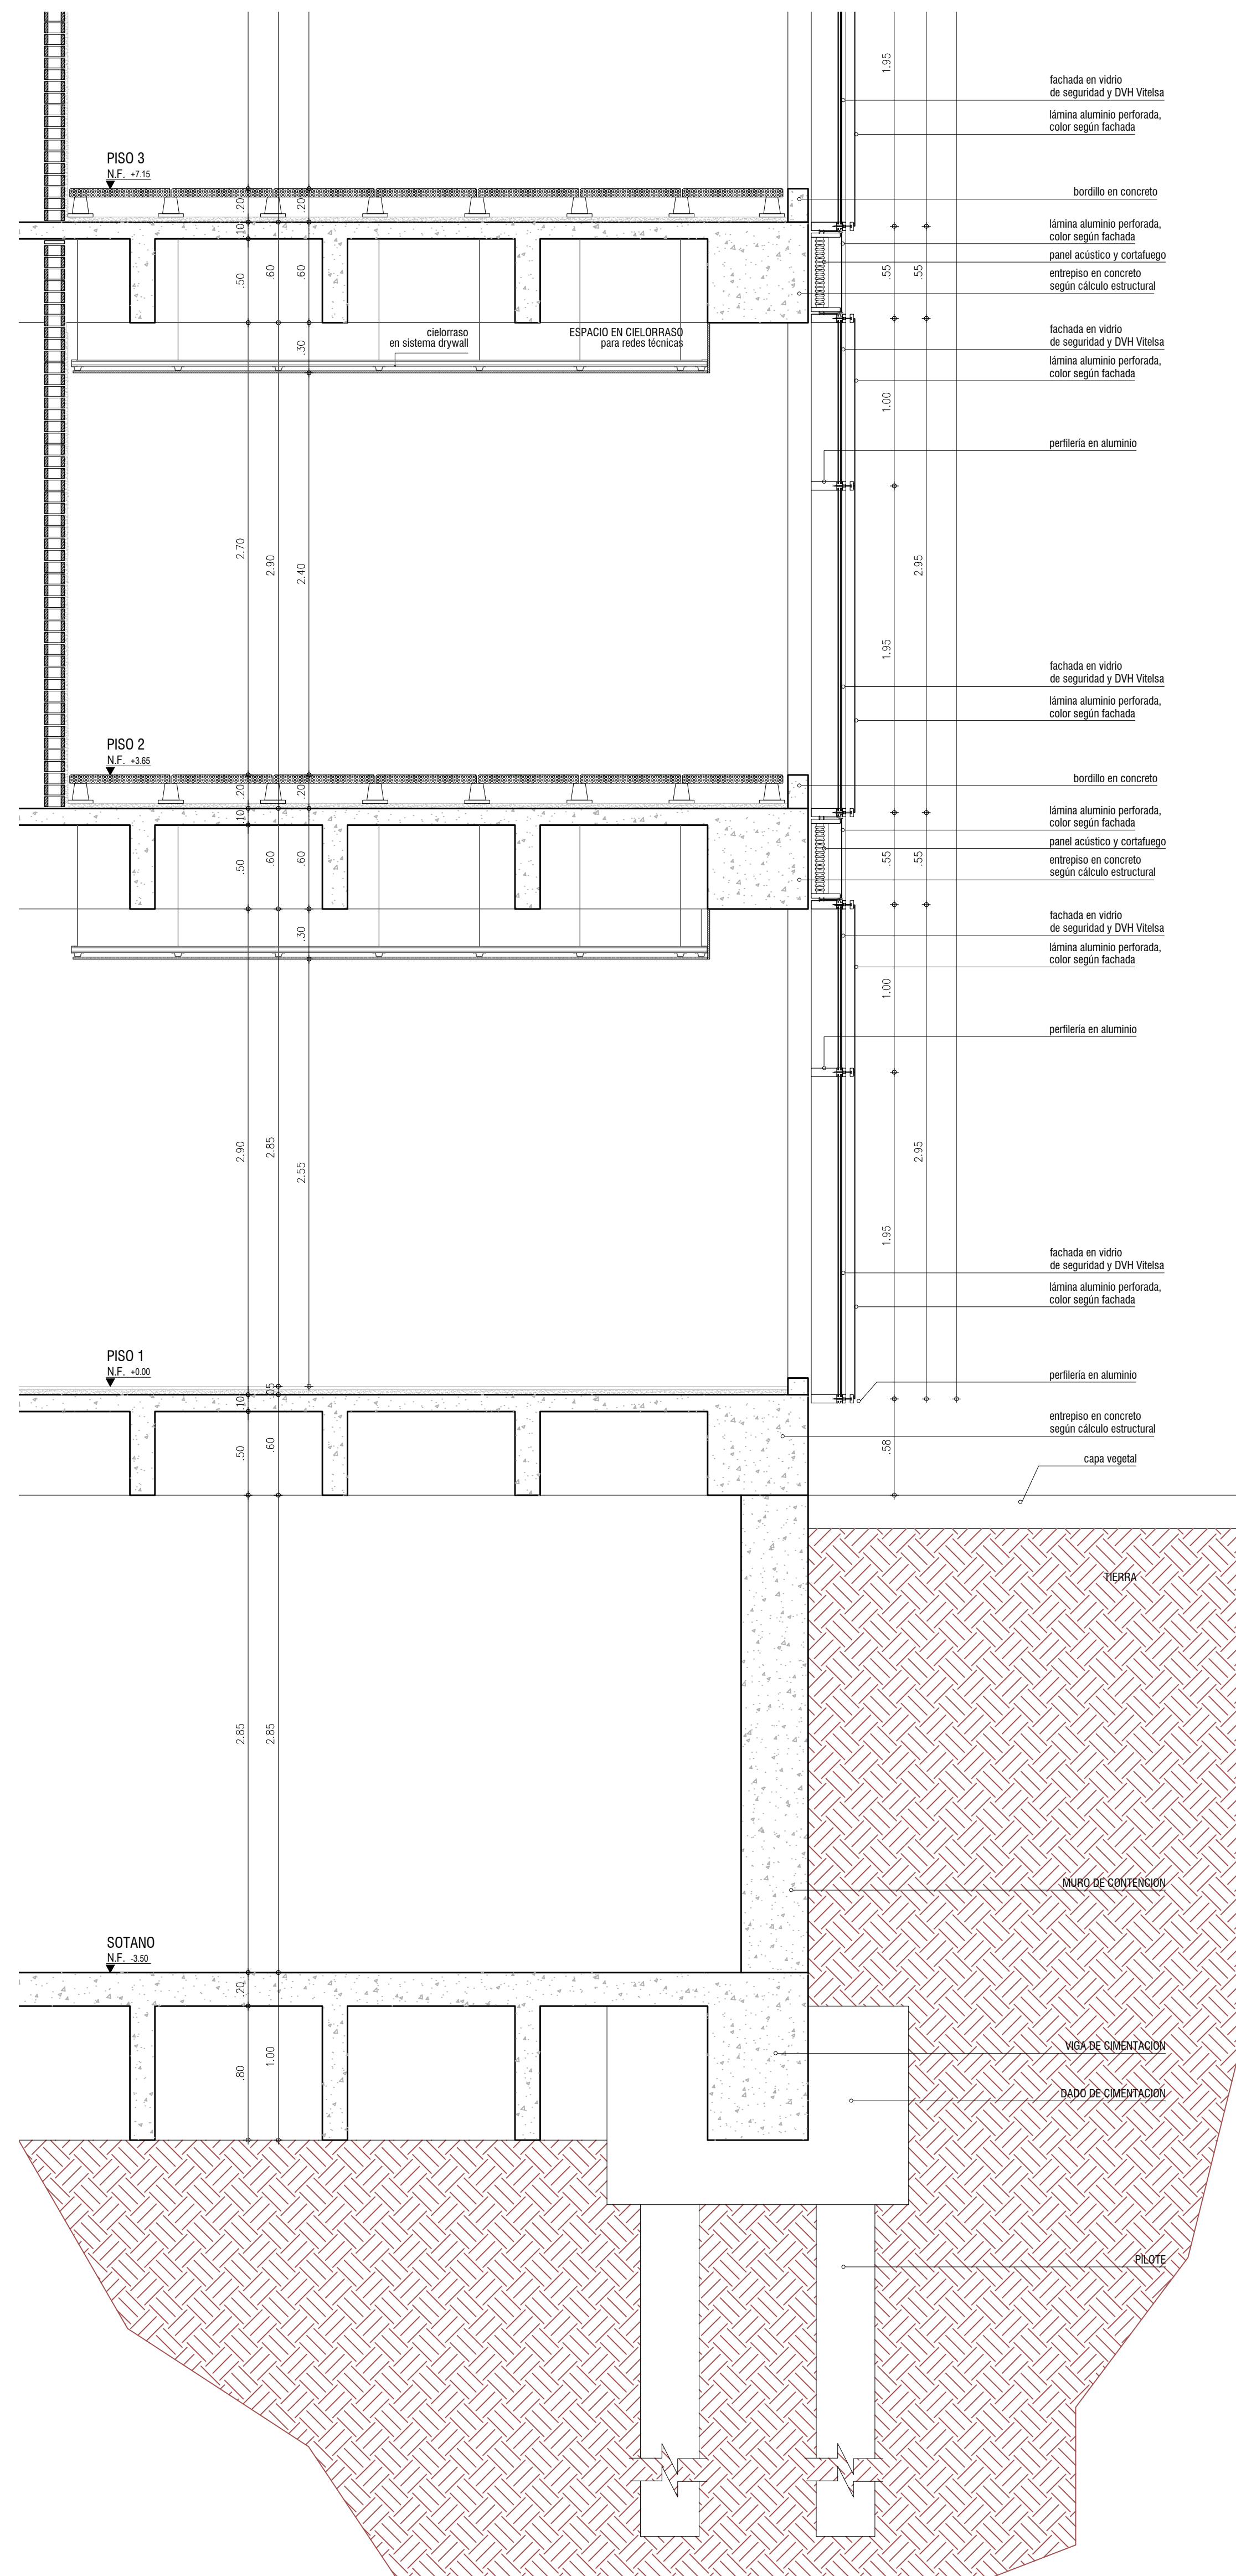 1.95
fachada en vidrio
de seguridad y DVH Vitelsa
lámina aluminio perforada,
color según fachada
PISO 3
N.F. +7.15
bordillo en concreto
.20
.20
.10
lámina aluminio perforada,
color según fachada
panel acústico y cortafuego
entrepiso en concreto
según cálculo estructural
.50
.60
.60
.55
.55
cielorraso
en sistema drywall
ESPACIO EN CIELORRASO
para redes técnicas
.30
fachada en vidrio
de seguridad y DVH Vitelsa
lámina aluminio perforada,
color según fachada
1.00
perfilería en aluminio
2.70
2.90
2.40
2.95
1.95
fachada en vidrio
de seguridad y DVH Vitelsa
lámina aluminio perforada,
color según fachada
PISO 2
N.F. +3.65
bordillo en concreto
.20
.20
.10
lámina aluminio perforada,
color según fachada
panel acústico y cortafuego
entrepiso en concreto
según cálculo estructural
.50
.60
.60
.55
.55
.30
fachada en vidrio
de seguridad y DVH Vitelsa
lámina aluminio perforada,
color según fachada
1.00
perfilería en aluminio
2.90
2.85
2.55
2.95
1.95
fachada en vidrio
de seguridad y DVH Vitelsa
lámina aluminio perforada,
color según fachada
PISO 1
N.F. +0.00
perfilería en aluminio
.05
.10
entrepiso en concreto
según cálculo estructural
.50
.60
.58
capa vegetal
TIERRA
2.85
2.85
MURO DE CONTENCION
SOTANO
N.F. -3.50
.20
.80
1.00
VIGA DE CIMENTACION
DADO DE CIMENTACION
PILOTE